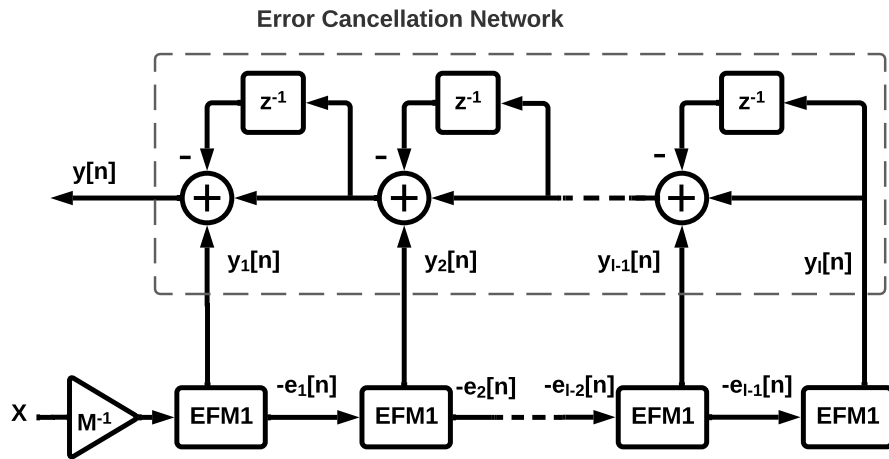 Error Cancellation Network
z⁻¹ z⁻¹ z⁻¹
- - -
y[n]
y₁[n] y₂[n] yₗ₋₁[n] yₗ[n]
-e₁[n] -e₂[n] -eₗ₋₂[n] -eₗ₋₁[n]
X M⁻¹ EFM1 EFM1 EFM1 EFM1